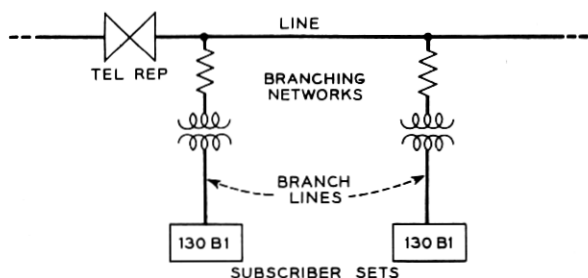 LINE
TEL REP
BRANCHING
NETWORKS
BRANCH
LINES
130 B1
130 B1
SUBSCRIBER SETS